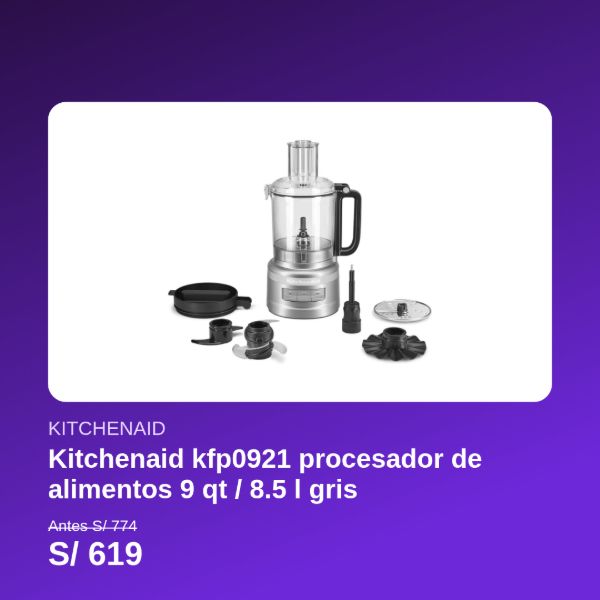 KITCHENAID
Kitchenaid kfp0921 procesador de
alimentos 9 qt / 8.5 l gris
Antes S/ 774
S/ 619